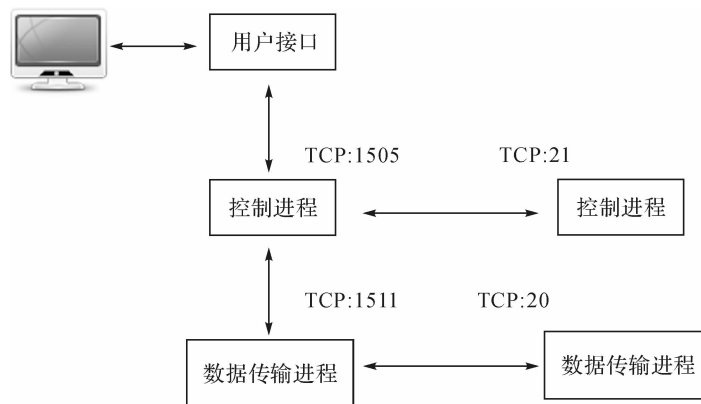 用户接口
TCP:1505
TCP:21
控制进程
控制进程
TCP:1511
TCP:20
数据传输进程
数据传输进程